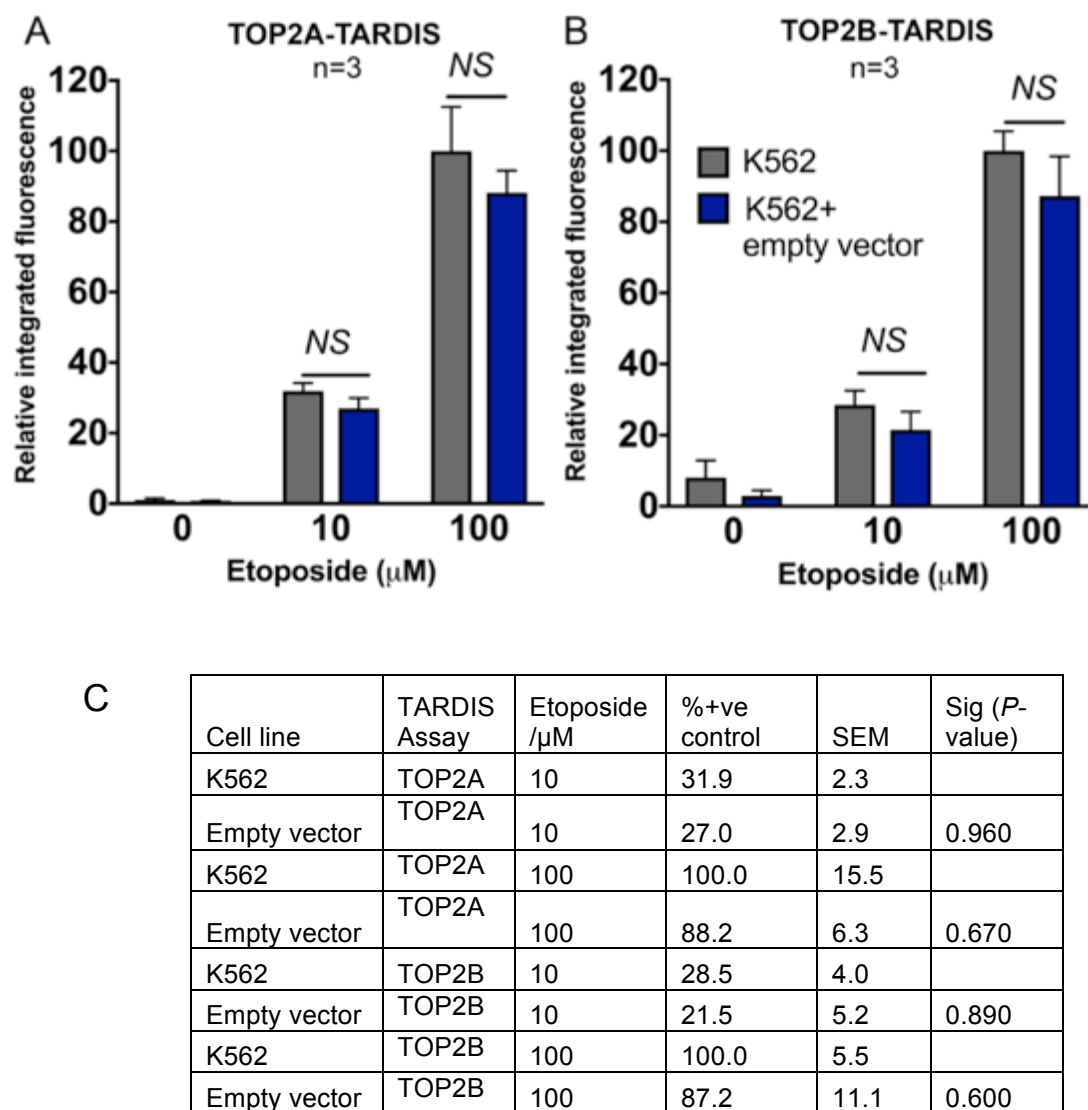 A
TOP2A-TARDIS
n=3
NS
NS
Relative integrated fluorescence
120
100
80
60
40
20
0
0 10 100
Etoposide (μM)
B
TOP2B-TARDIS
n=3
NS
NS
K562
K562+
empty vector
Relative integrated fluorescence
120
100
80
60
40
20
0
0 10 100
Etoposide (μM)
C
Cell line TARDIS Assay Etoposide /µM %+ve control SEM Sig (P-value)
K562 TOP2A 10 31.9 2.3
Empty vector TOP2A 10 27.0 2.9 0.960
K562 TOP2A 100 100.0 15.5
Empty vector TOP2A 100 88.2 6.3 0.670
K562 TOP2B 10 28.5 4.0
Empty vector TOP2B 10 21.5 5.2 0.890
K562 TOP2B 100 100.0 5.5
Empty vector TOP2B 100 87.2 11.1 0.600